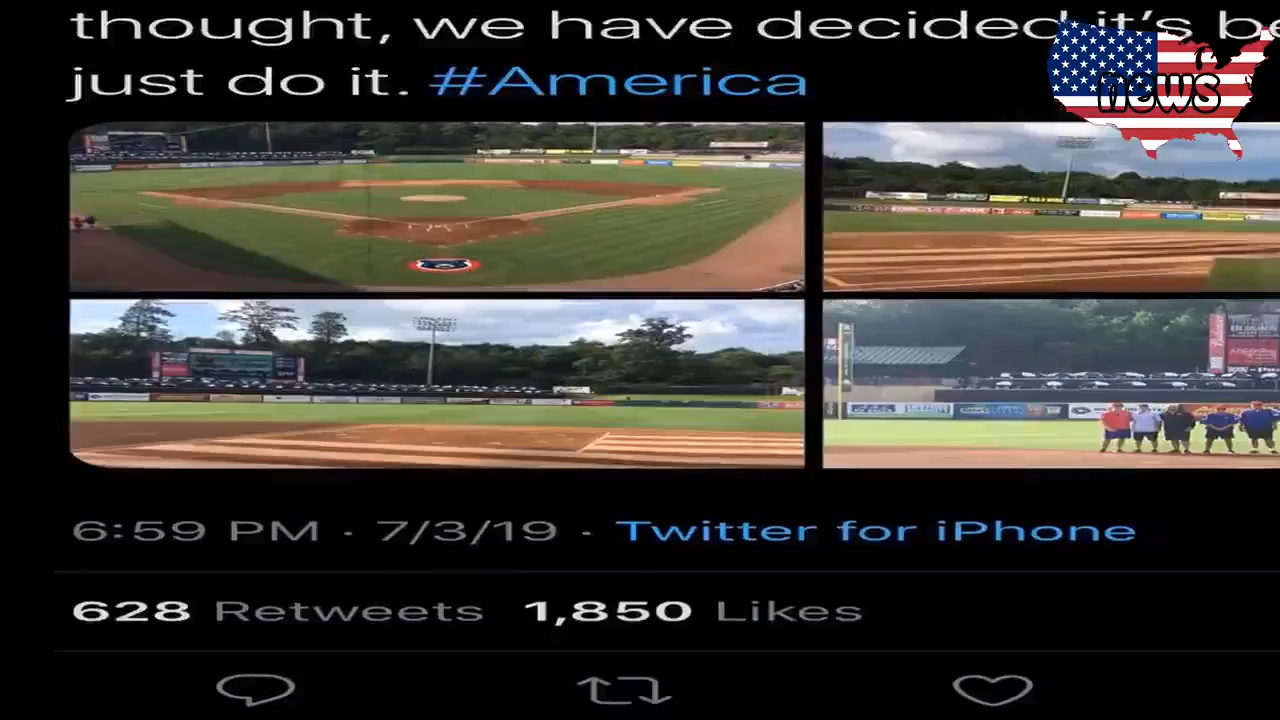 thought, we have decided it's be
just do it. #America
news
6:59 PM · 7/3/19 · Twitter for iPhone
628 Retweets 1,850 Likes